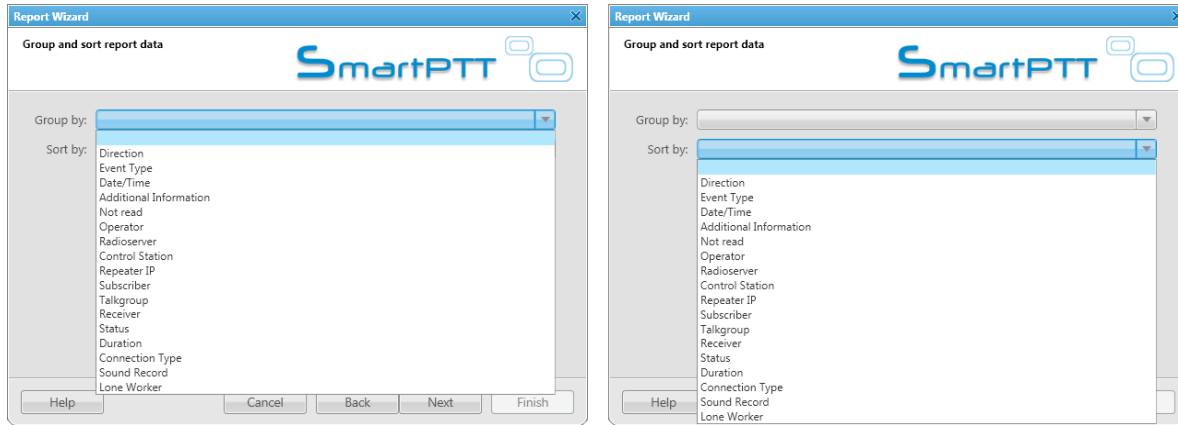 Report Wizard
Group and sort report data
SmartPTT
Group by:
Sort by:
Direction
Event Type
Date/Time
Additional Information
Not read
Operator
Radioserver
Control Station
Repeater IP
Subscriber
Talkgroup
Receiver
Status
Duration
Connection Type
Sound Record
Lone Worker
Help
Cancel
Back
Next
Finish
Report Wizard
Group and sort report data
SmartPTT
Group by:
Sort by:
Direction
Event Type
Date/Time
Additional Information
Not read
Operator
Radioserver
Control Station
Repeater IP
Subscriber
Talkgroup
Receiver
Status
Duration
Connection Type
Sound Record
Lone Worker
Help